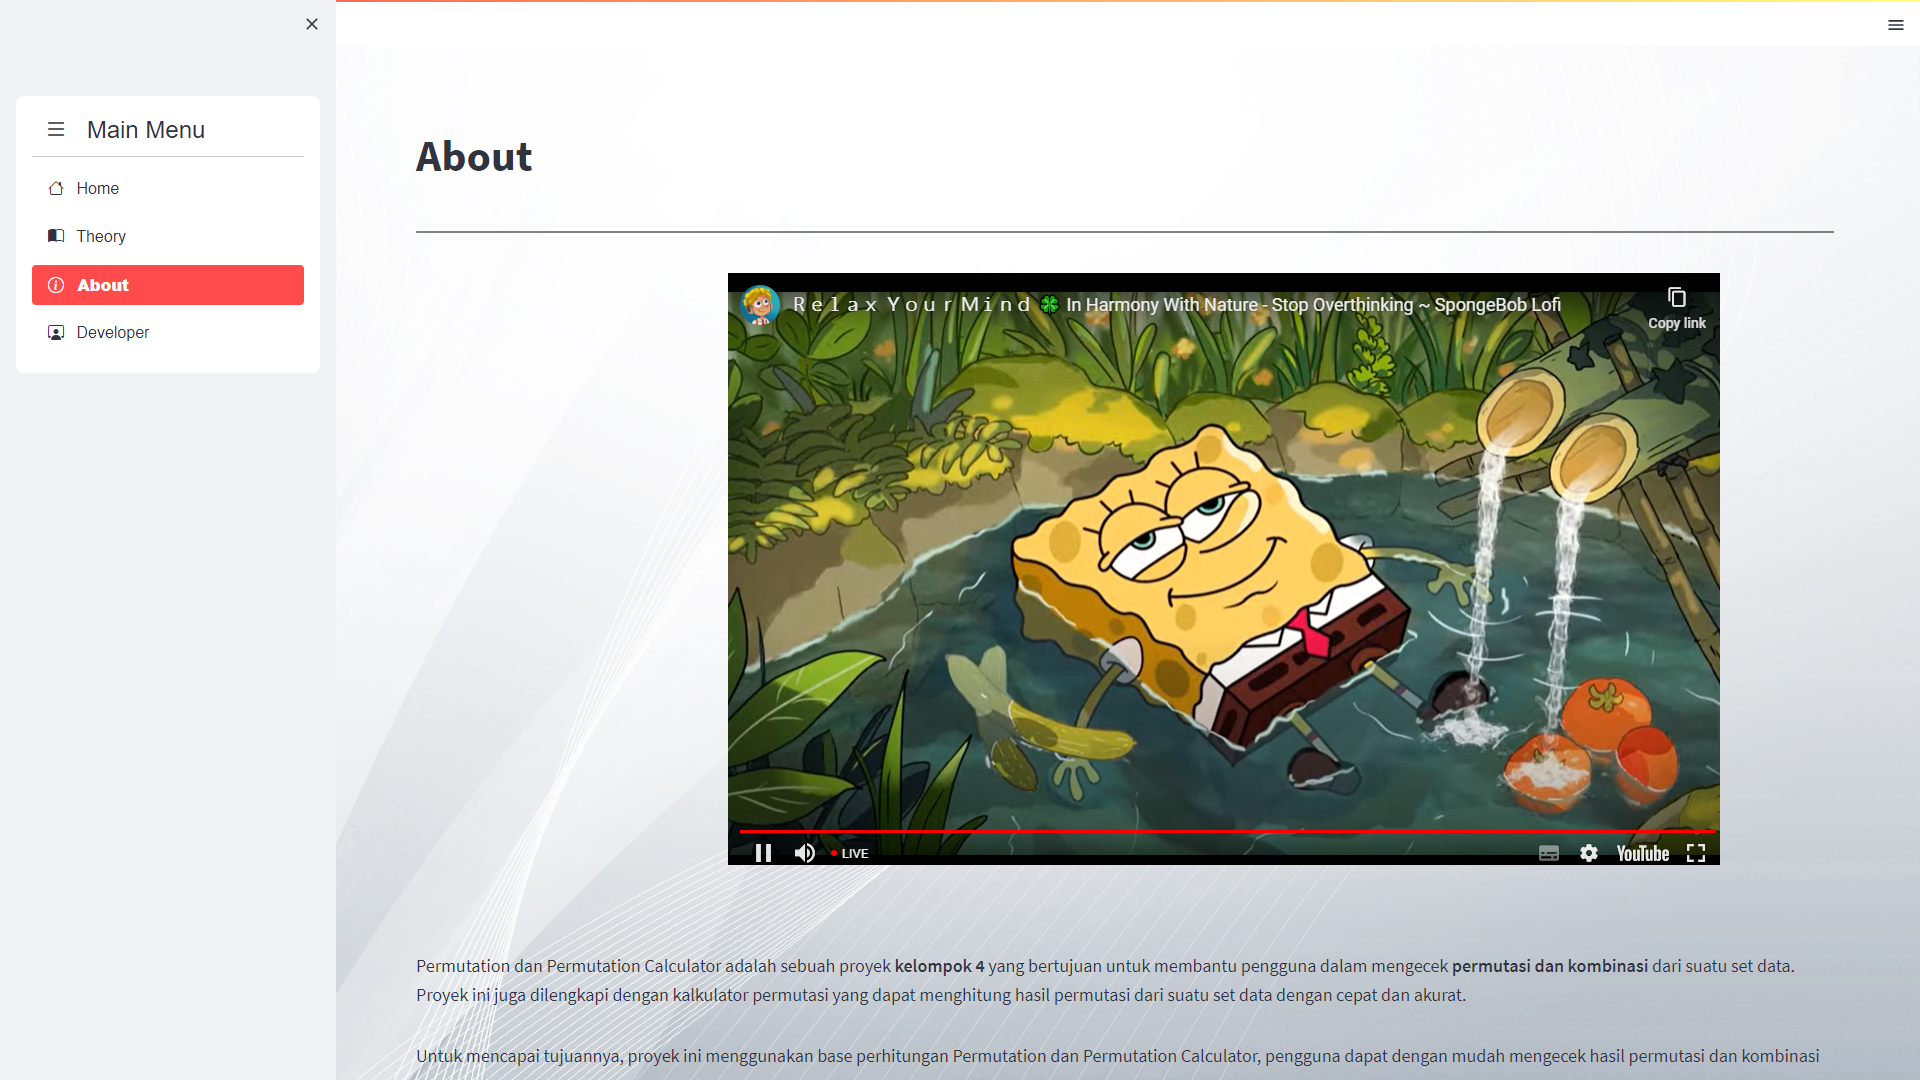 Main Menu
Home
Theory
About
Developer
About
R e l a x Y o u r M i n d 🍀 In Harmony With Nature - Stop Overthinking ~ SpongeBob Lofi
Copy link
LIVE
YouTube
Permutation dan Permutation Calculator adalah sebuah proyek kelompok 4 yang bertujuan untuk membantu pengguna dalam mengecek permutasi dan kombinasi dari suatu set data.
Proyek ini juga dilengkapi dengan kalkulator permutasi yang dapat menghitung hasil permutasi dari suatu set data dengan cepat dan akurat.
Untuk mencapai tujuannya, proyek ini menggunakan base perhitungan Permutation dan Permutation Calculator, pengguna dapat dengan mudah mengecek hasil permutasi dan kombinasi